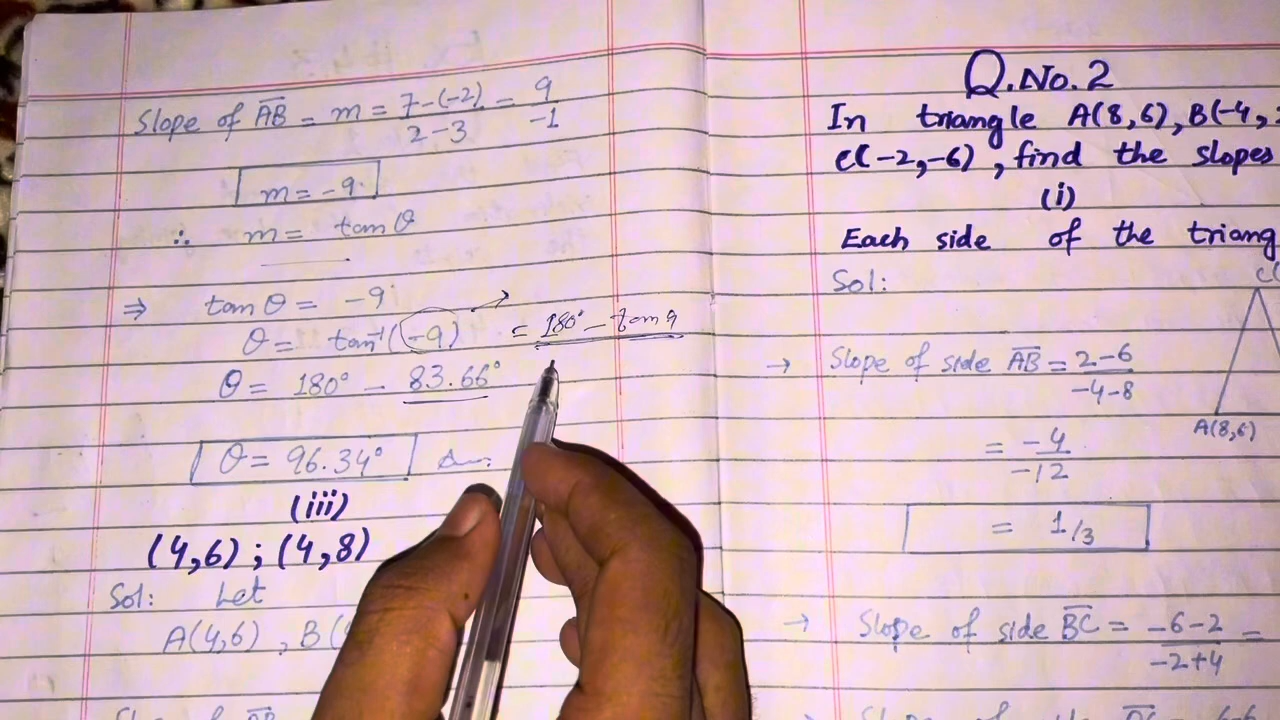 Slope of AB = m = 7-(-2) / 2-3 = 9 / -1
m = -9
∴ m = tanθ
⇒ tanθ = -9
θ = tan⁻¹(-9) = 180° - tan 9
θ = 180° - 83.66°
θ = 96.34° Ans.
(iii)
(4,6) ; (4,8)
Sol: Let
A(4,6) , B(
Q.No.2
In triangle A(8,6), B(-4,
C(-2,-6) , find the slopes
(i)
Each side of the triang
Sol:
C(
→ Slope of side AB = 2-6 / -4-8
A(8,6)
= -4 / -12
= 1/3
→ Slope of side BC = -6-2 / -2+4 =